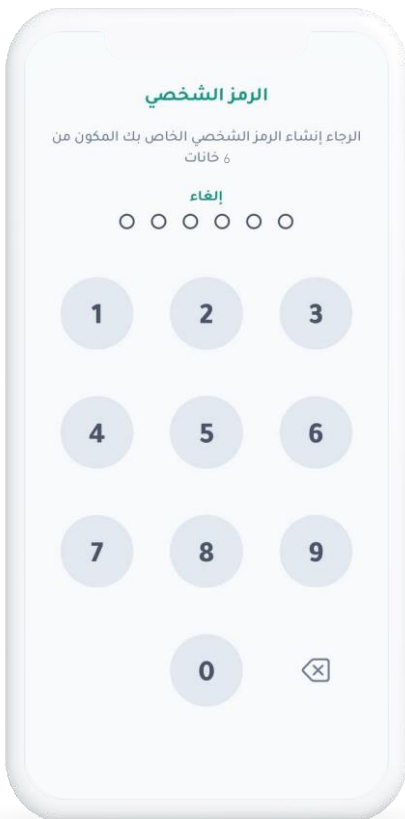 الرمز الشخصي
الرجاء إنشاء الرمز الشخصي الخاص بك المكون من
6 خانات
إلغاء
1 2 3
4 5 6
7 8 9
0